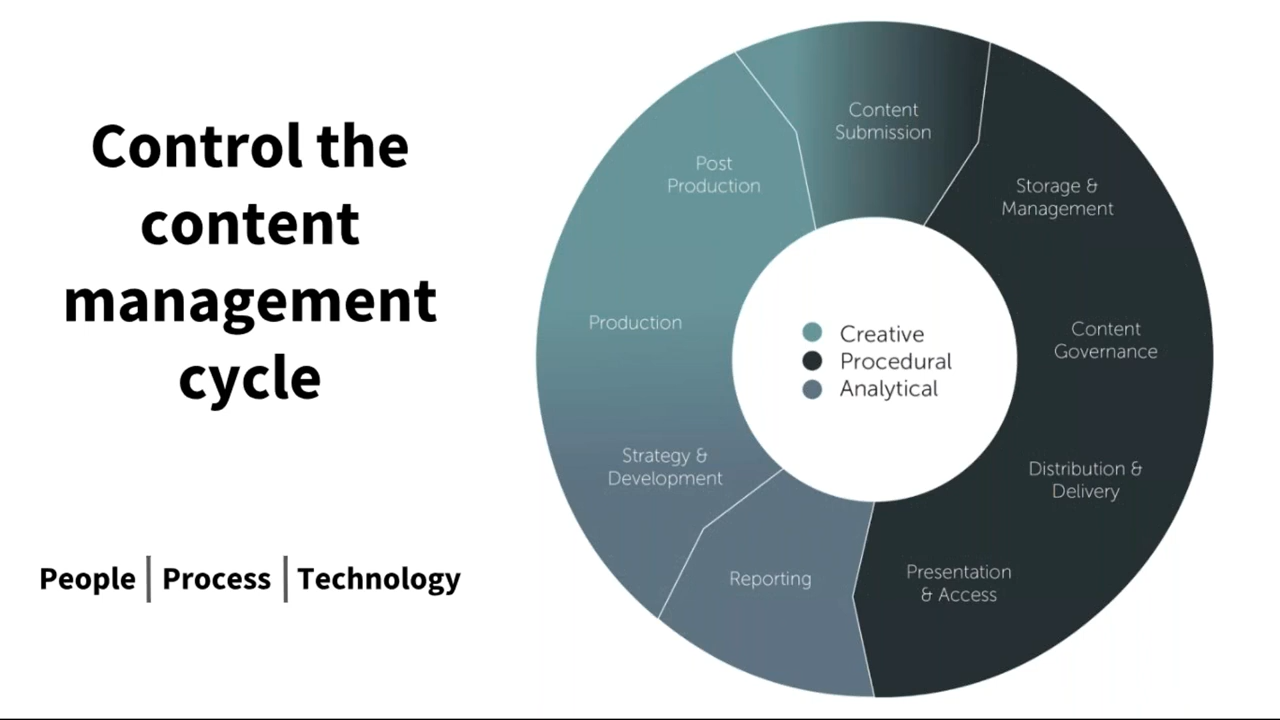 Control the
content
management
cycle
People | Process | Technology
Content
Submission
Post
Production
Storage &
Management
Production
Content
Governance
Creative
Procedural
Analytical
Strategy &
Development
Distribution &
Delivery
Reporting
Presentation
& Access